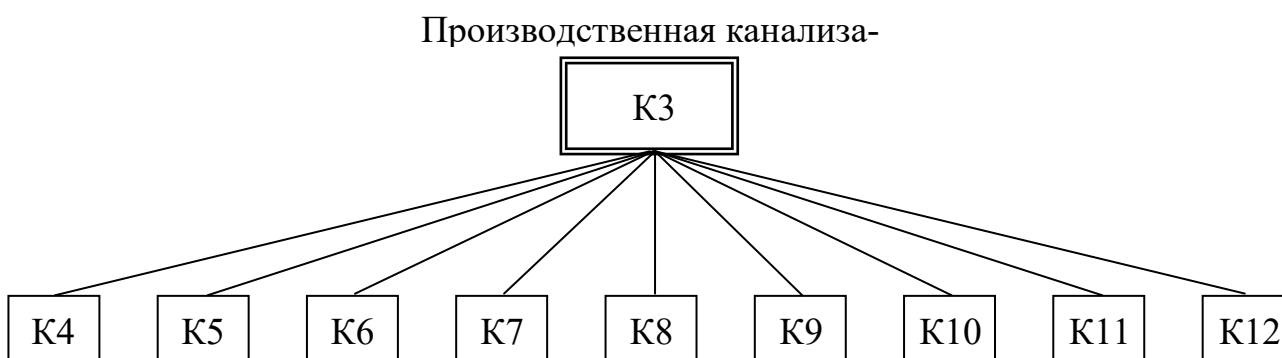 Производственная канализа-
К3
К4 К5 К6 К7 К8 К9 К10 К11 К12